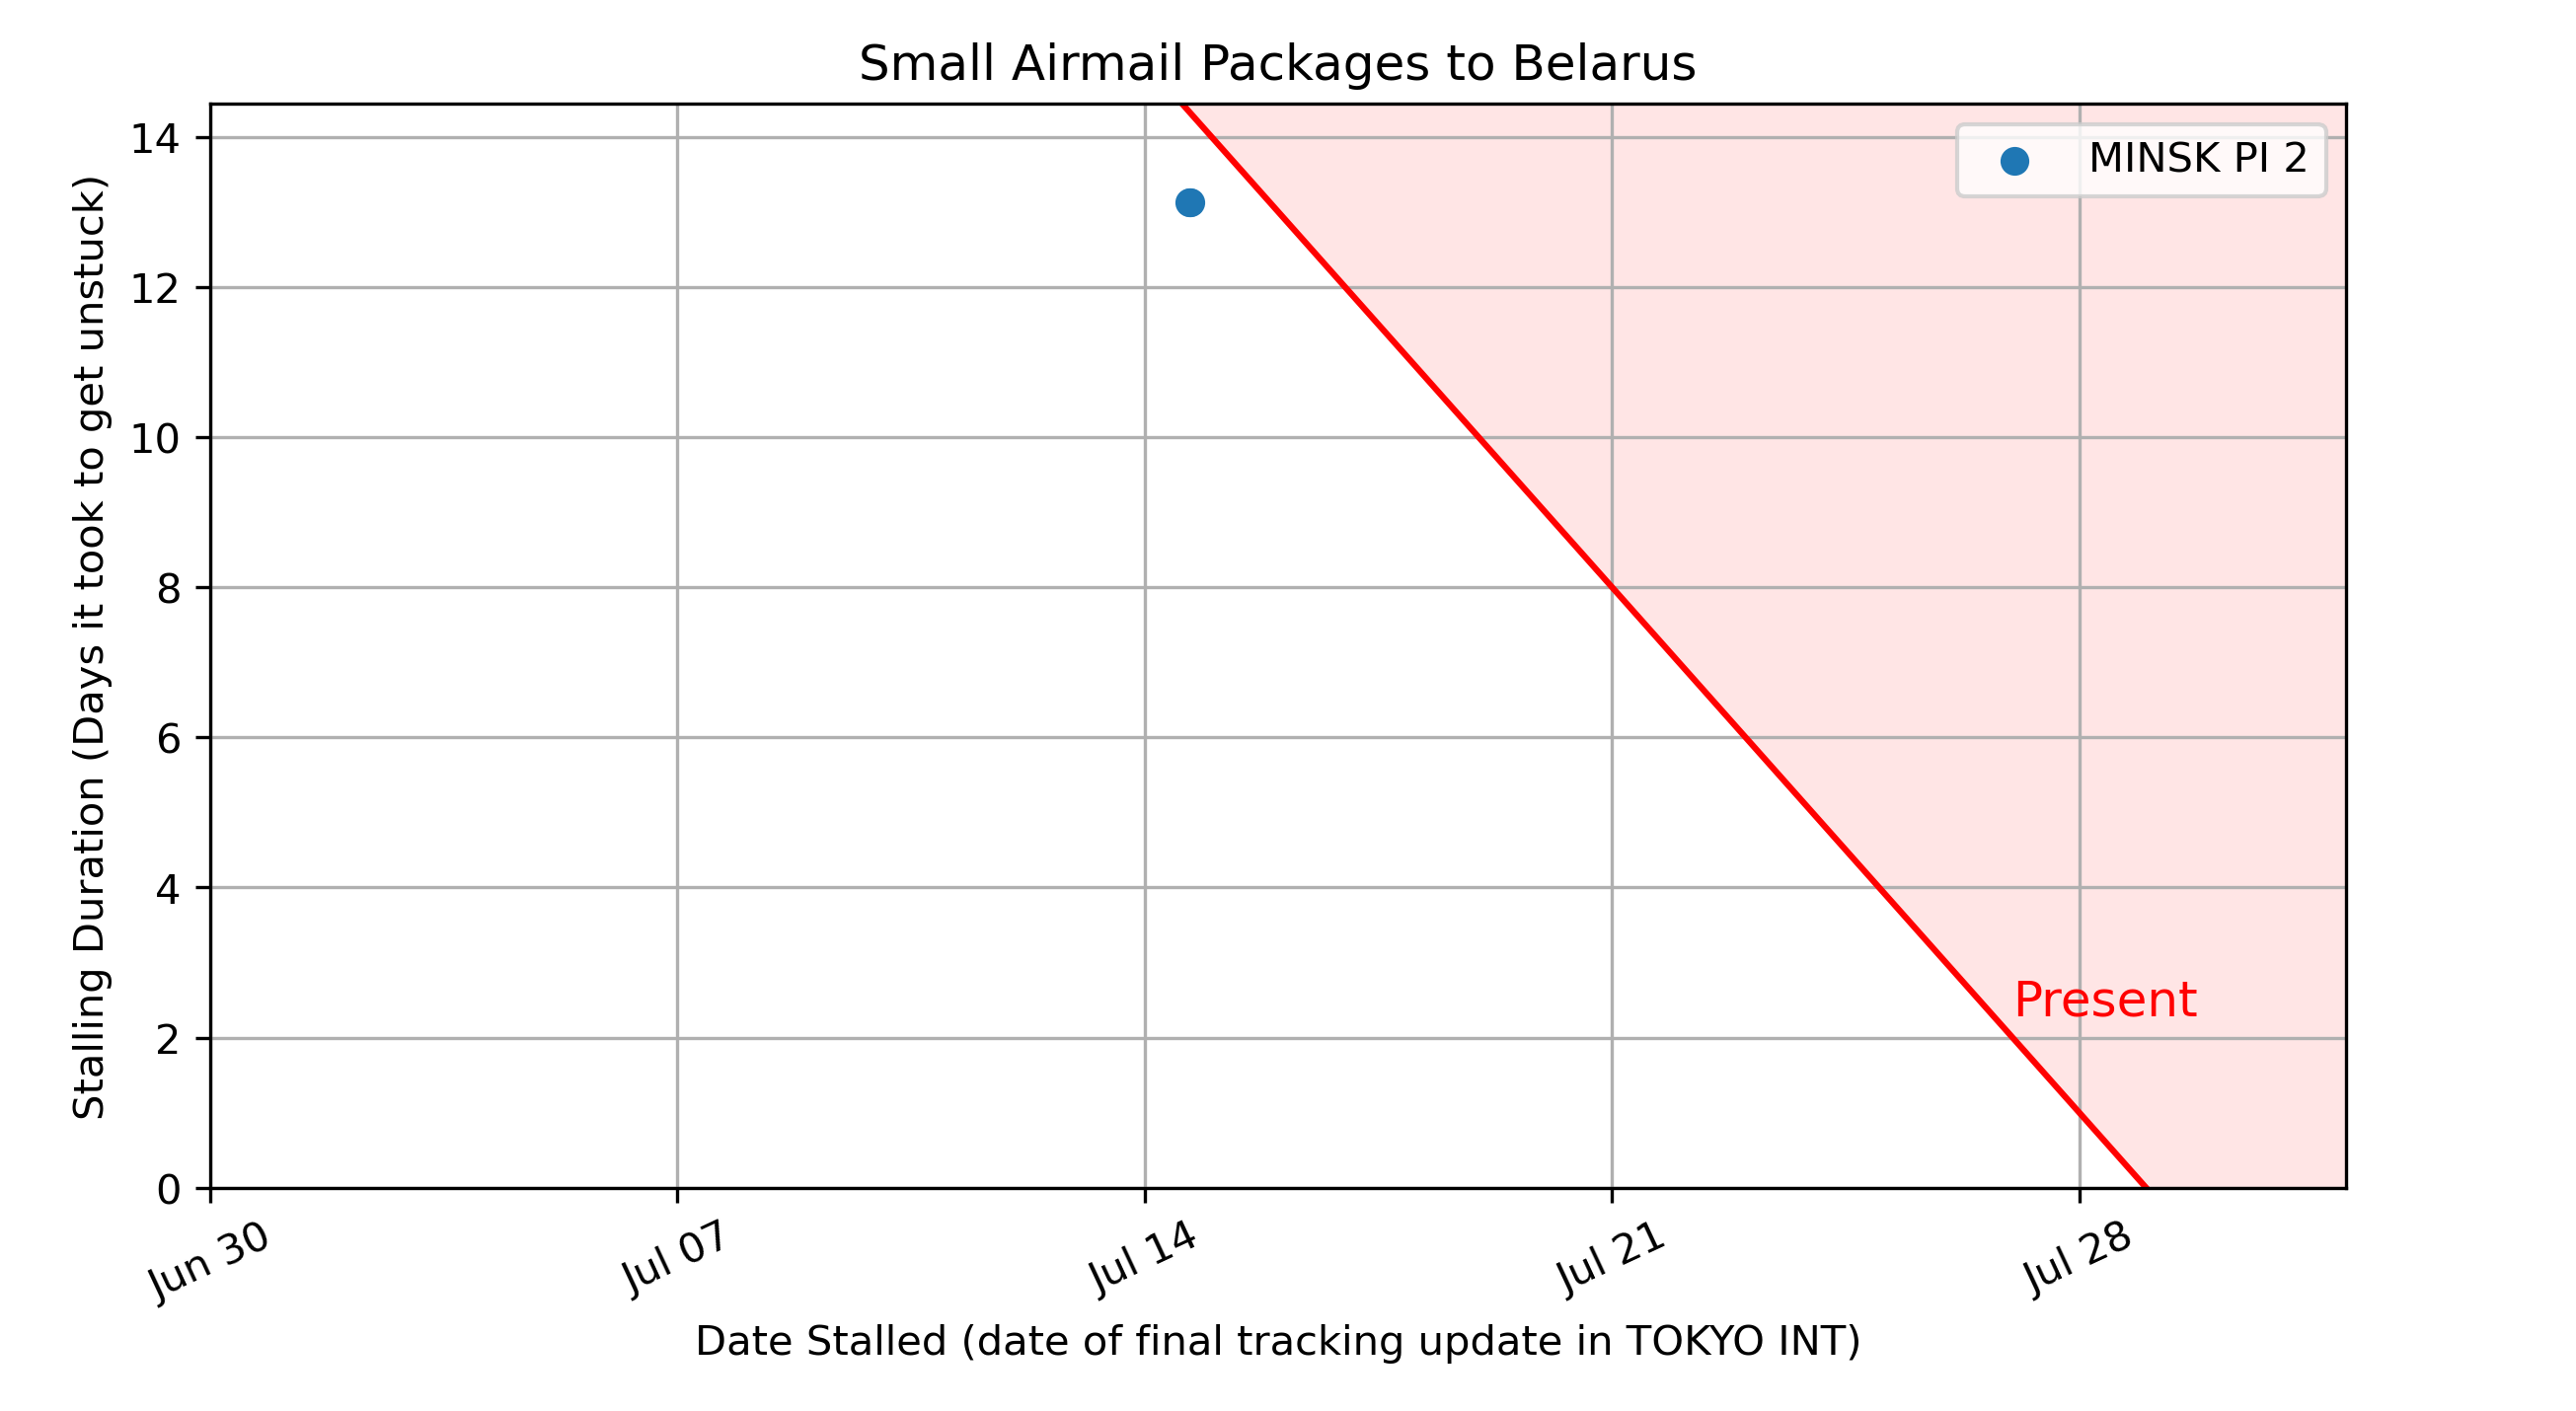 Small Airmail Packages to Belarus
MINSK PI 2
Stalling Duration (Days it took to get unstuck)
14
12
10
8
6
4
2
0
Present
Jun 30
Jul 07
Jul 14
Jul 21
Jul 28
Date Stalled (date of final tracking update in TOKYO INT)